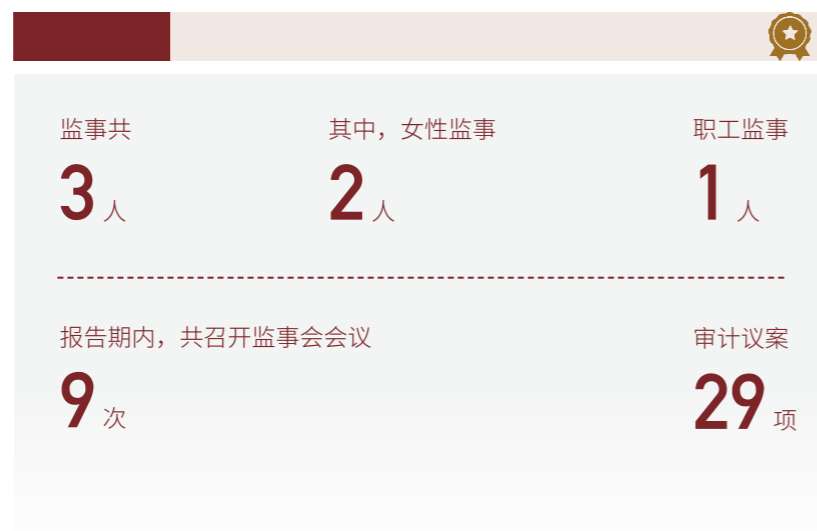 监事共
3 人
其中，女性监事
2 人
职工监事
1 人
报告期内，共召开监事会会议
9 次
审计议案
29 项